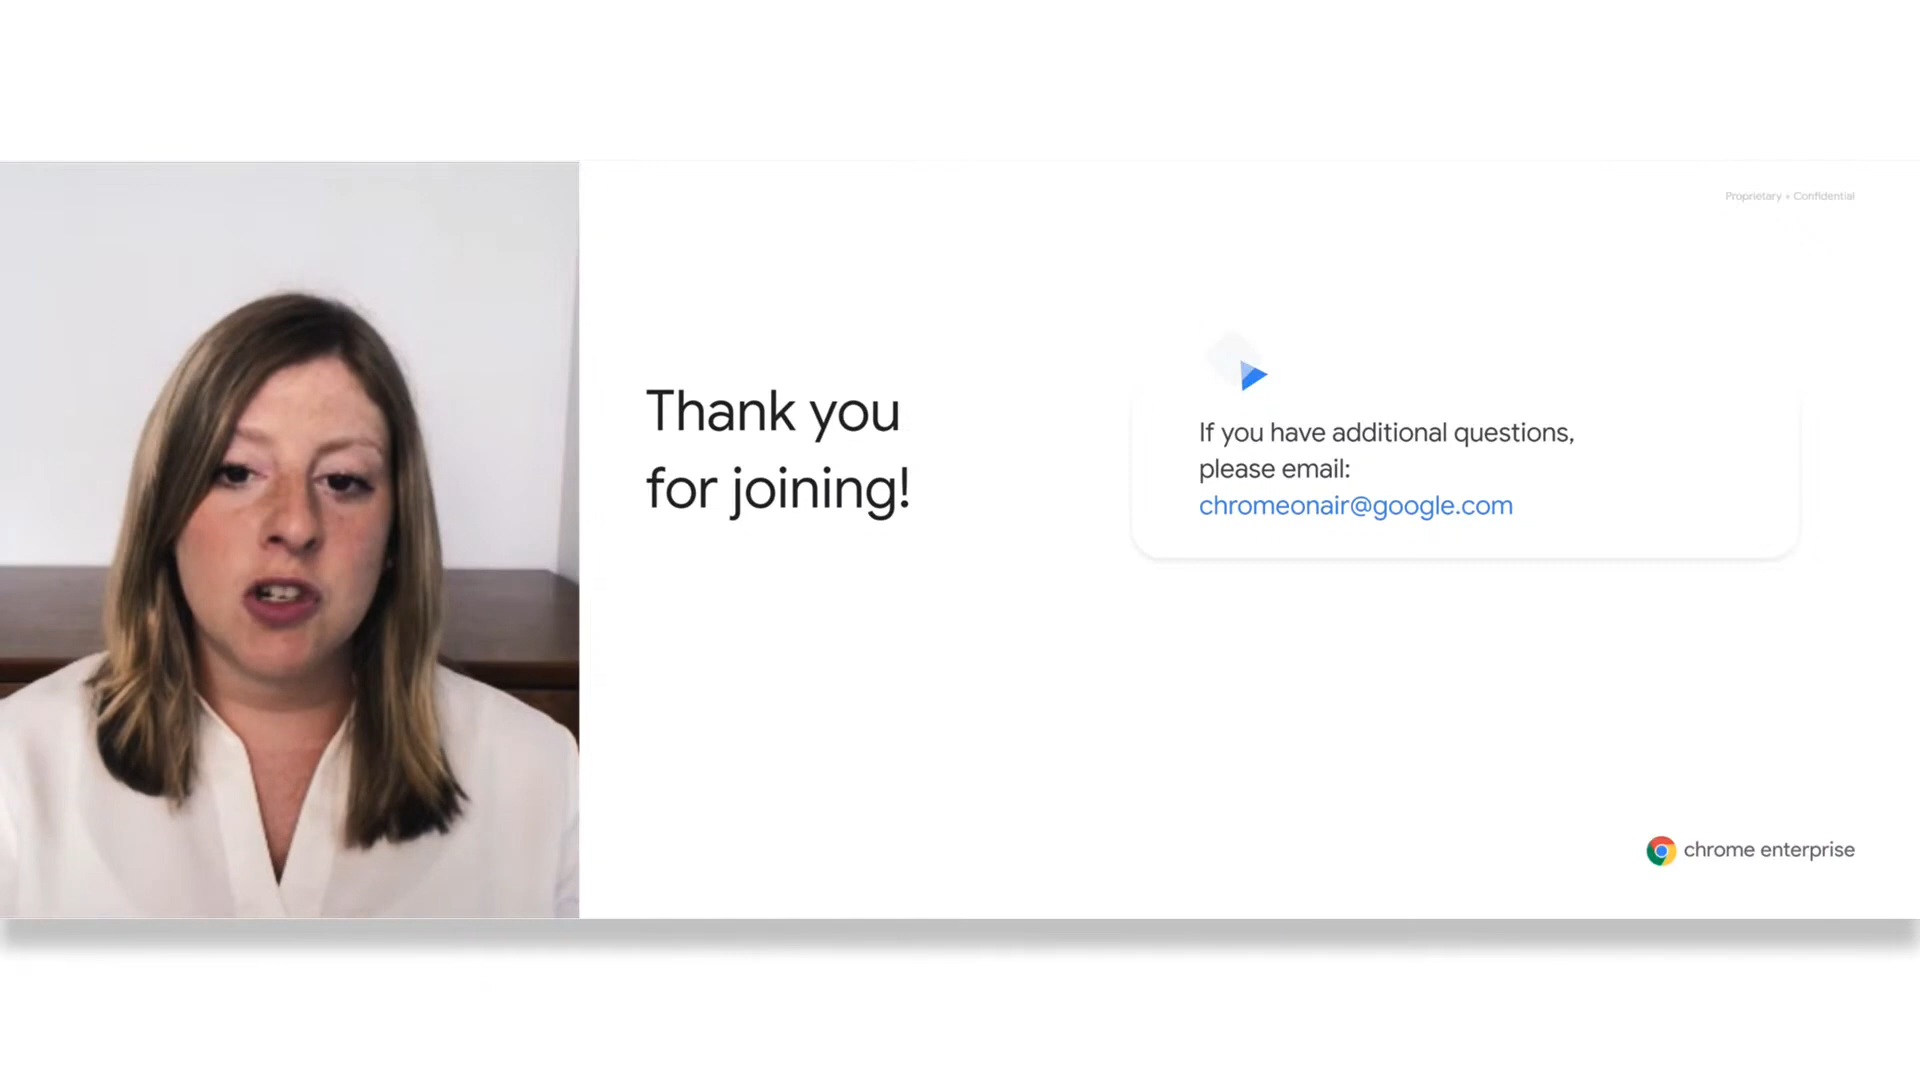 Proprietary + Confidential
Thank you
for joining!
If you have additional questions,
please email:
chromeonair@google.com
chrome enterprise